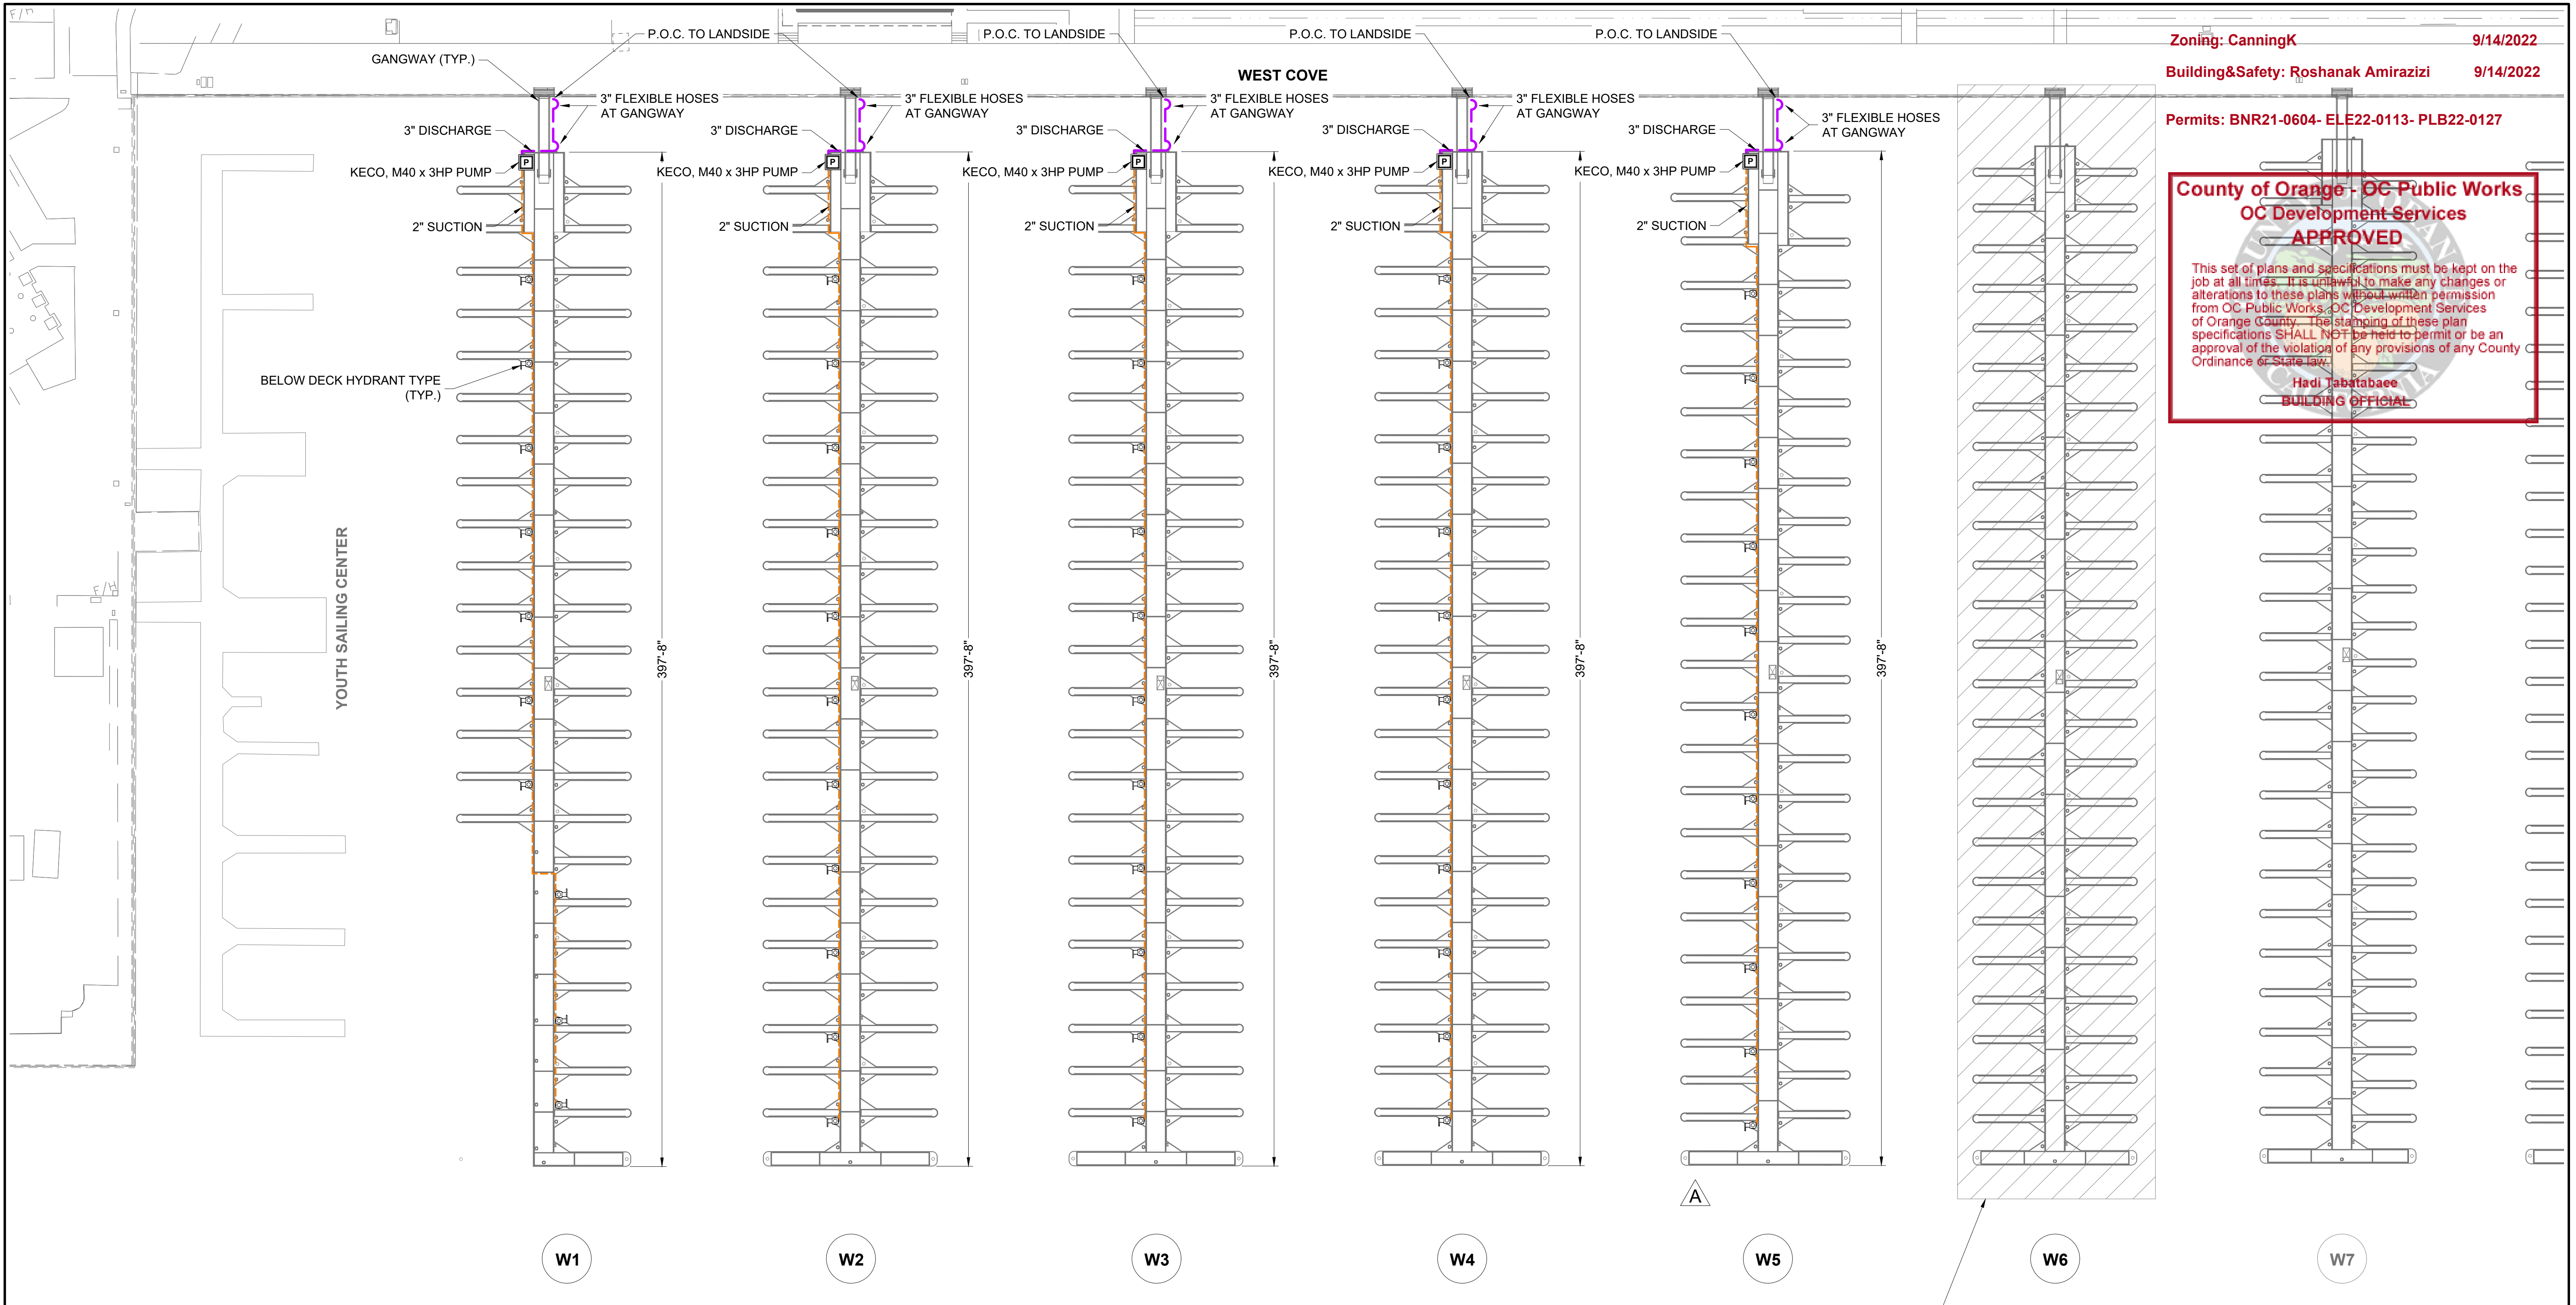 F/H
P.O.C. TO LANDSIDE
P.O.C. TO LANDSIDE
P.O.C. TO LANDSIDE
P.O.C. TO LANDSIDE
Zoning: CanningK 9/14/2022
GANGWAY (TYP.)
WEST COVE
Building&Safety: Roshanak Amirazizi 9/14/2022
3" FLEXIBLE HOSES
AT GANGWAY
3" FLEXIBLE HOSES
AT GANGWAY
3" FLEXIBLE HOSES
AT GANGWAY
3" FLEXIBLE HOSES
AT GANGWAY
3" FLEXIBLE HOSES
AT GANGWAY
Permits: BNR21-0604- ELE22-0113- PLB22-0127
3" DISCHARGE
3" DISCHARGE
3" DISCHARGE
3" DISCHARGE
3" DISCHARGE
P
P
P
P
P
KECO, M40 x 3HP PUMP
KECO, M40 x 3HP PUMP
KECO, M40 x 3HP PUMP
KECO, M40 x 3HP PUMP
KECO, M40 x 3HP PUMP
2" SUCTION
2" SUCTION
2" SUCTION
2" SUCTION
2" SUCTION
County of Orange - OC Public Works
OC Development Services
APPROVED
This set of plans and specifications must be kept on the
job at all times. It is unlawful to make any changes or
alterations to these plans without written permission
from OC Public Works, OC Development Services
of Orange County. The stamping of these plan
specifications SHALL NOT be held to permit or be an
approval of the violation of any provisions of any County
Ordinance or State law.
Hadi Tabatabaee
BUILDING OFFICIAL
BELOW DECK HYDRANT TYPE
(TYP.)
F/H
YOUTH SAILING CENTER
397'-8"
397'-8"
397'-8"
397'-8"
397'-8"
A
W1
W2
W3
W4
W5
W6
W7